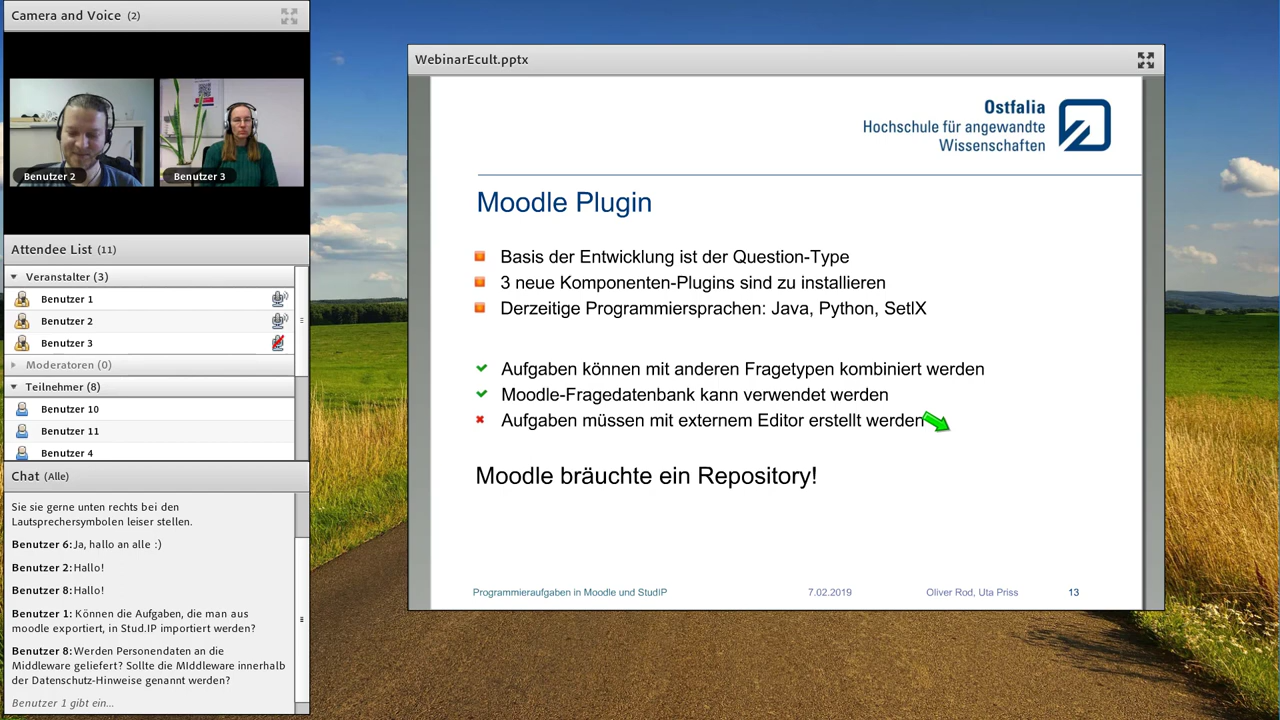 Camera and Voice (2)
Benutzer 2
Benutzer 3
Attendee List (11)
Veranstalter (3)
Benutzer 1
Benutzer 2
Benutzer 3
Moderatoren (0)
Teilnehmer (8)
Benutzer 10
Benutzer 11
Benutzer 4
Chat (Alle)
Sie sie gerne unten rechts bei den
Lautsprechersymbolen leiser stellen.
Benutzer 6: Ja, hallo an alle :)
Benutzer 2: Hallo!
Benutzer 8: Hallo!
Benutzer 1: Können die Aufgaben, die man aus
moodle exportiert, in Stud.IP importiert werden?
Benutzer 8: Werden Personendaten an die
Middleware geliefert? Sollte die MIddleware innerhalb
der Datenschutz-Hinweise genannt werden?
Benutzer 1 gibt ein...
WebinarEcult.pptx
Ostfalia
Hochschule für angewandte
Wissenschaften
Moodle Plugin
Basis der Entwicklung ist der Question-Type
3 neue Komponenten-Plugins sind zu installieren
Derzeitige Programmiersprachen: Java, Python, SetlX
Aufgaben können mit anderen Fragetypen kombiniert werden
Moodle-Fragedatenbank kann verwendet werden
Aufgaben müssen mit externem Editor erstellt werden
Moodle bräuchte ein Repository!
Programmieraufgaben in Moodle und StudIP 7.02.2019 Oliver Rod, Uta Priss 13